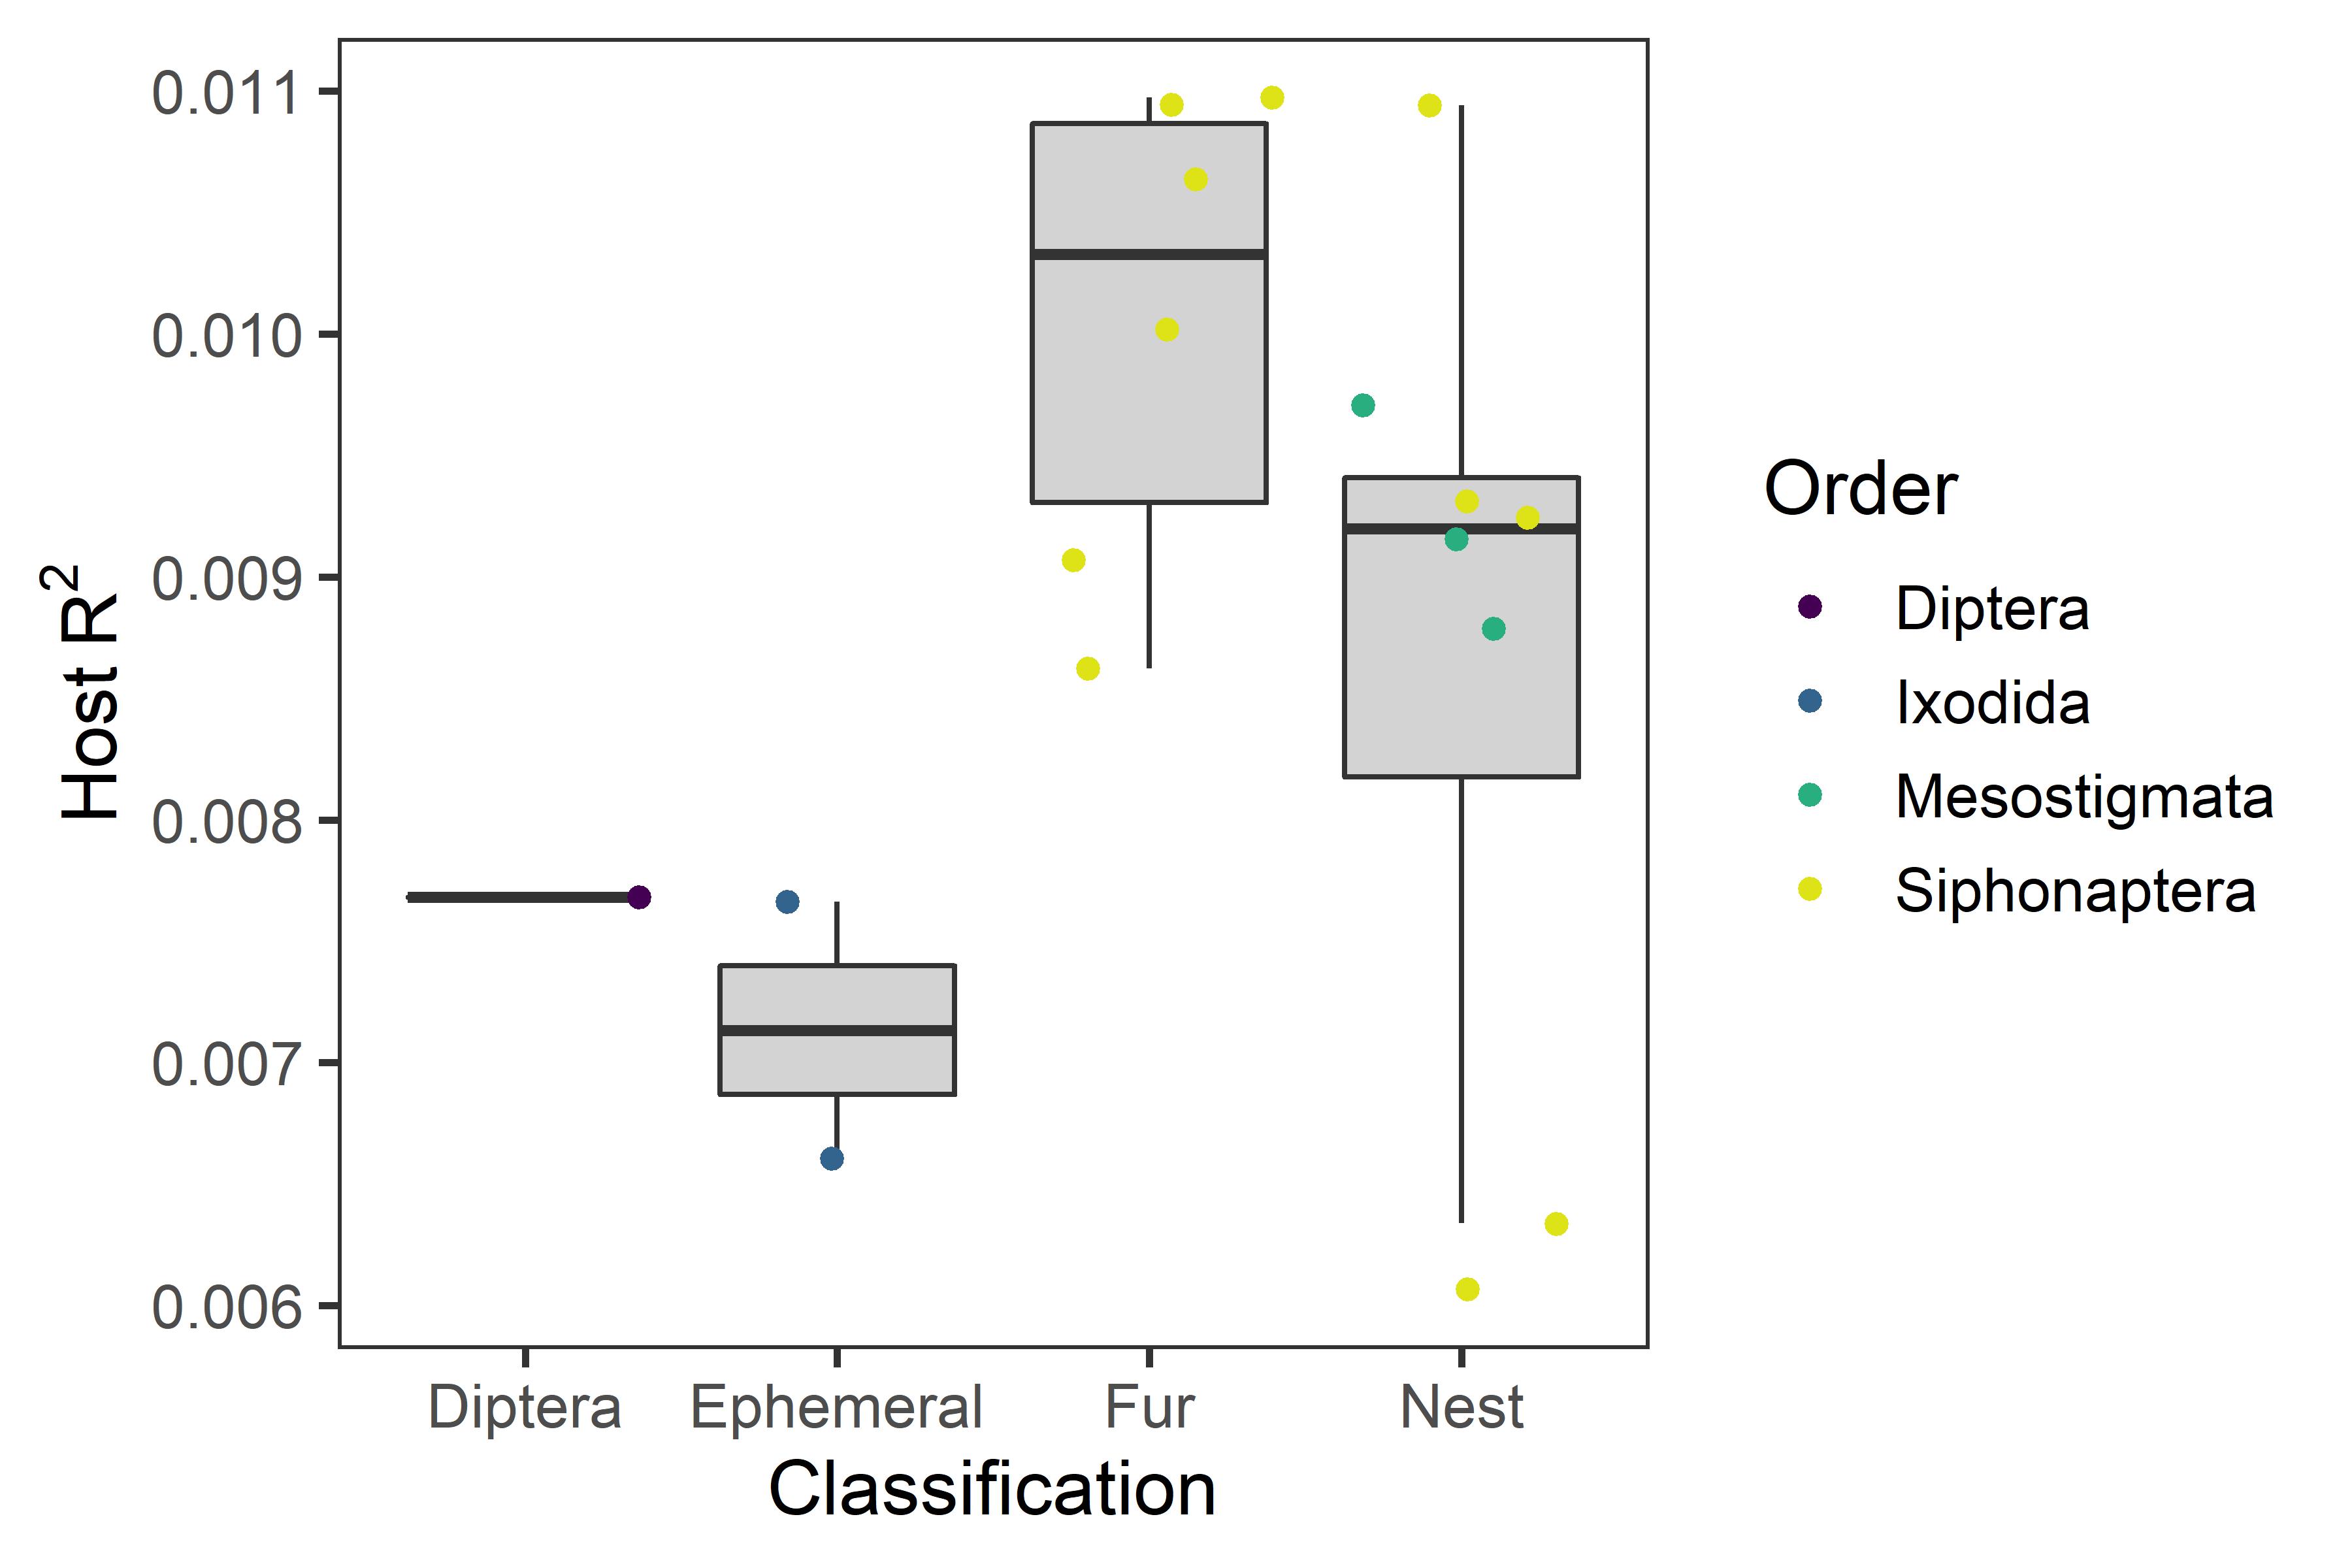 0.011
0.010
0.009
0.008
0.007
0.006
Host R²
Diptera
Ephemeral
Fur
Nest
Classification
Order
Diptera
Ixodida
Mesostigmata
Siphonaptera